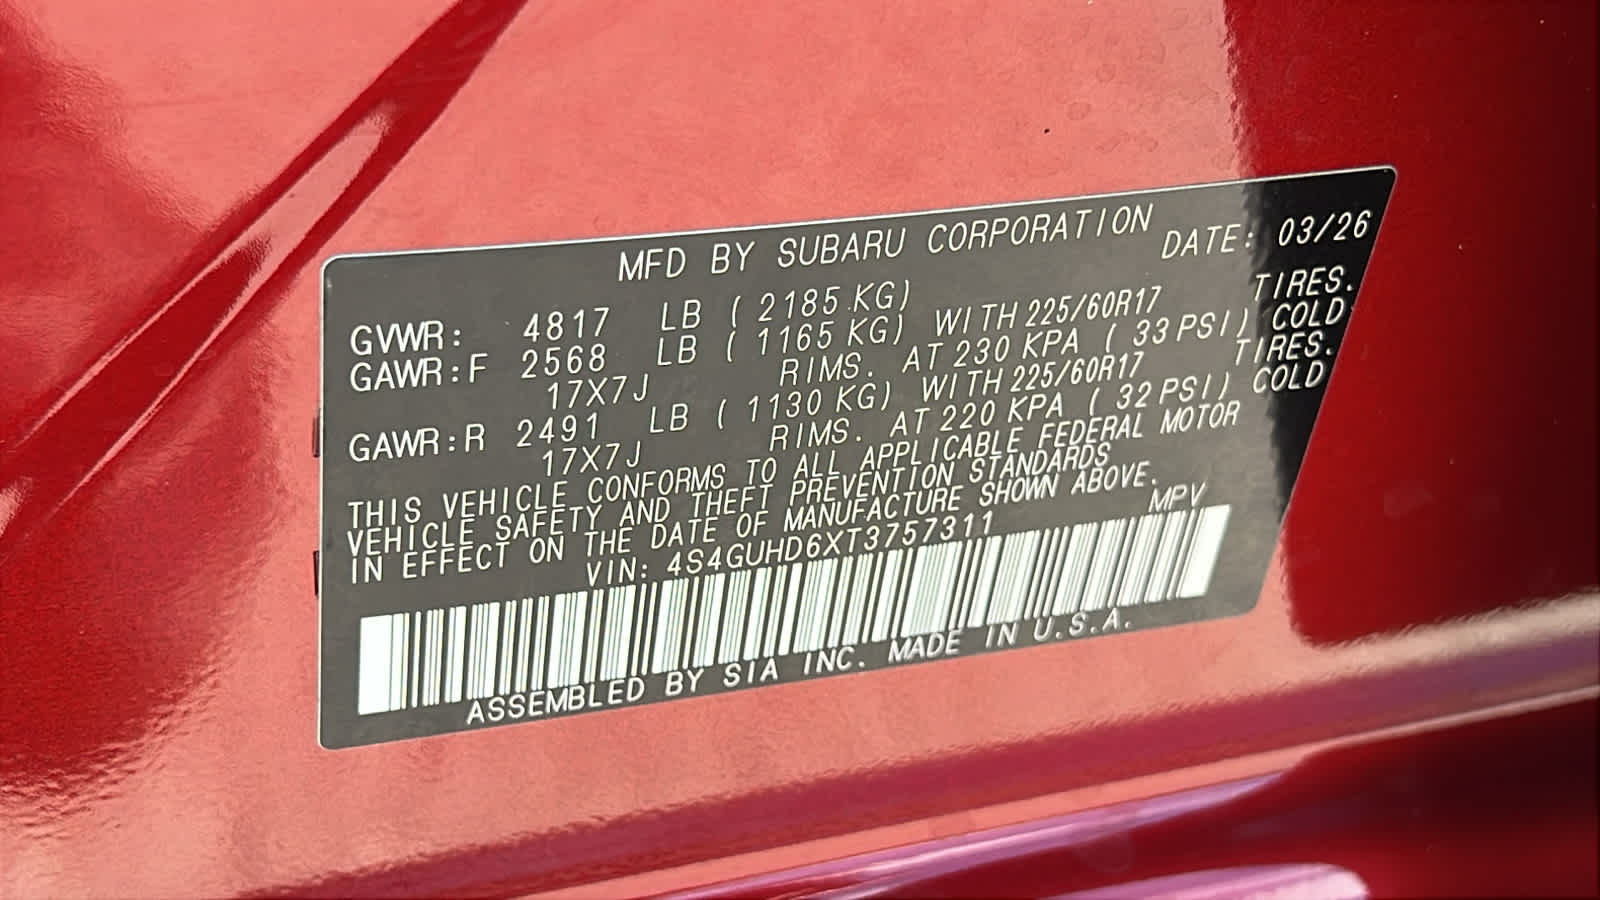 MFD BY SUBARU CORPORATION DATE: 03/26
GVWR: 4817 LB ( 2185 KG)
GAWR:F 2568 LB ( 1165 KG) WITH 225/60R17 TIRES.
17X7J RIMS. AT 230 KPA ( 33 PSI) COLD
GAWR:R 2491 LB ( 1130 KG) WITH 225/60R17 TIRES.
17X7J RIMS. AT 220 KPA ( 32 PSI) COLD
THIS VEHICLE CONFORMS TO ALL APPLICABLE FEDERAL MOTOR
VEHICLE SAFETY AND THEFT PREVENTION STANDARDS
IN EFFECT ON THE DATE OF MANUFACTURE SHOWN ABOVE.
VIN: 4S4GUHD6XT3757311 MPV
ASSEMBLED BY SIA INC. MADE IN U.S.A.